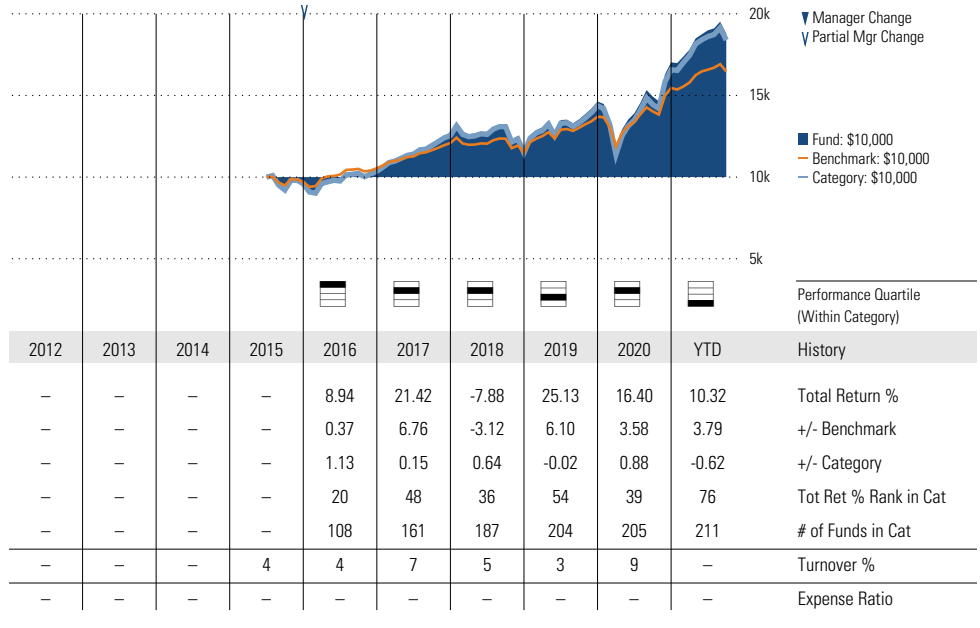 20k
Manager Change
Partial Mgr Change
15k
Fund: $10,000
Benchmark: $10,000
10k
Category: $10,000
5k
Performance Quartile
(Within Category)
2012 2013 2014 2015 2016 2017 2018 2019 2020 YTD History
– – – – 8.94 21.42 -7.88 25.13 16.40 10.32 Total Return %
– – – – 0.37 6.76 -3.12 6.10 3.58 3.79 +/- Benchmark
– – – – 1.13 0.15 0.64 -0.02 0.88 -0.62 +/- Category
– – – – 20 48 36 54 39 76 Tot Ret % Rank in Cat
– – – – 108 161 187 204 205 211 # of Funds in Cat
– – – 4 4 7 5 3 9 – Turnover %
– – – – – – – – – – Expense Ratio